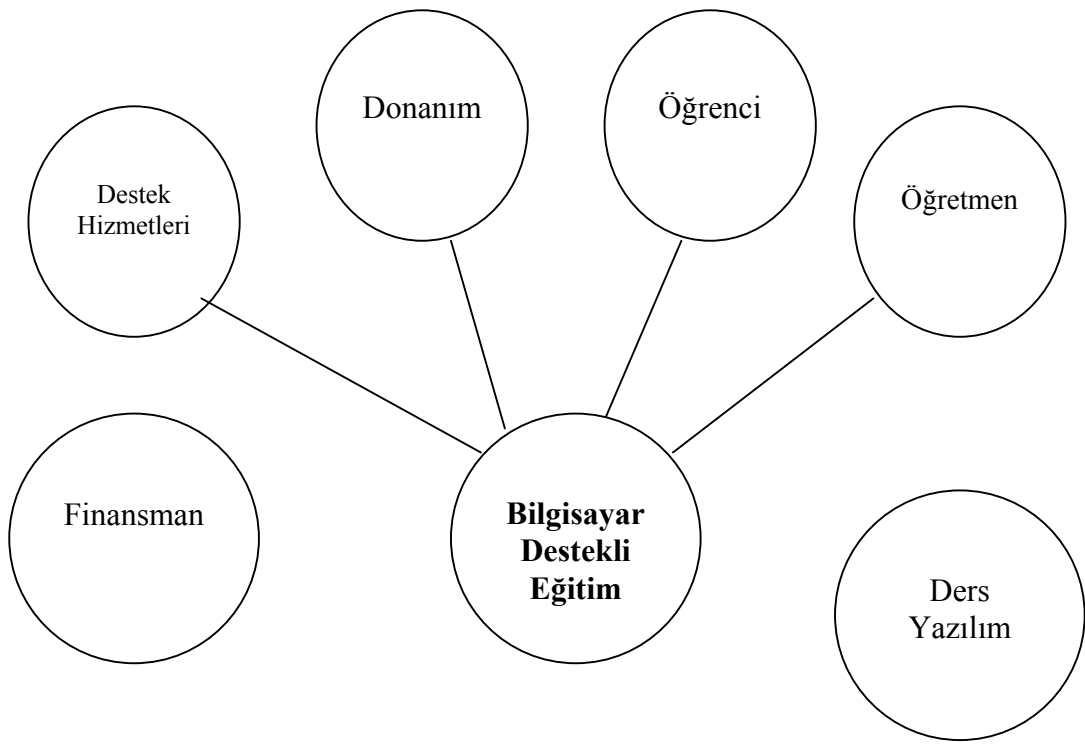 Donanım
Öğrenci
Destek
Hizmetleri
Öğretmen
Finansman
Bilgisayar
Destekli
Eğitim
Ders
Yazılım